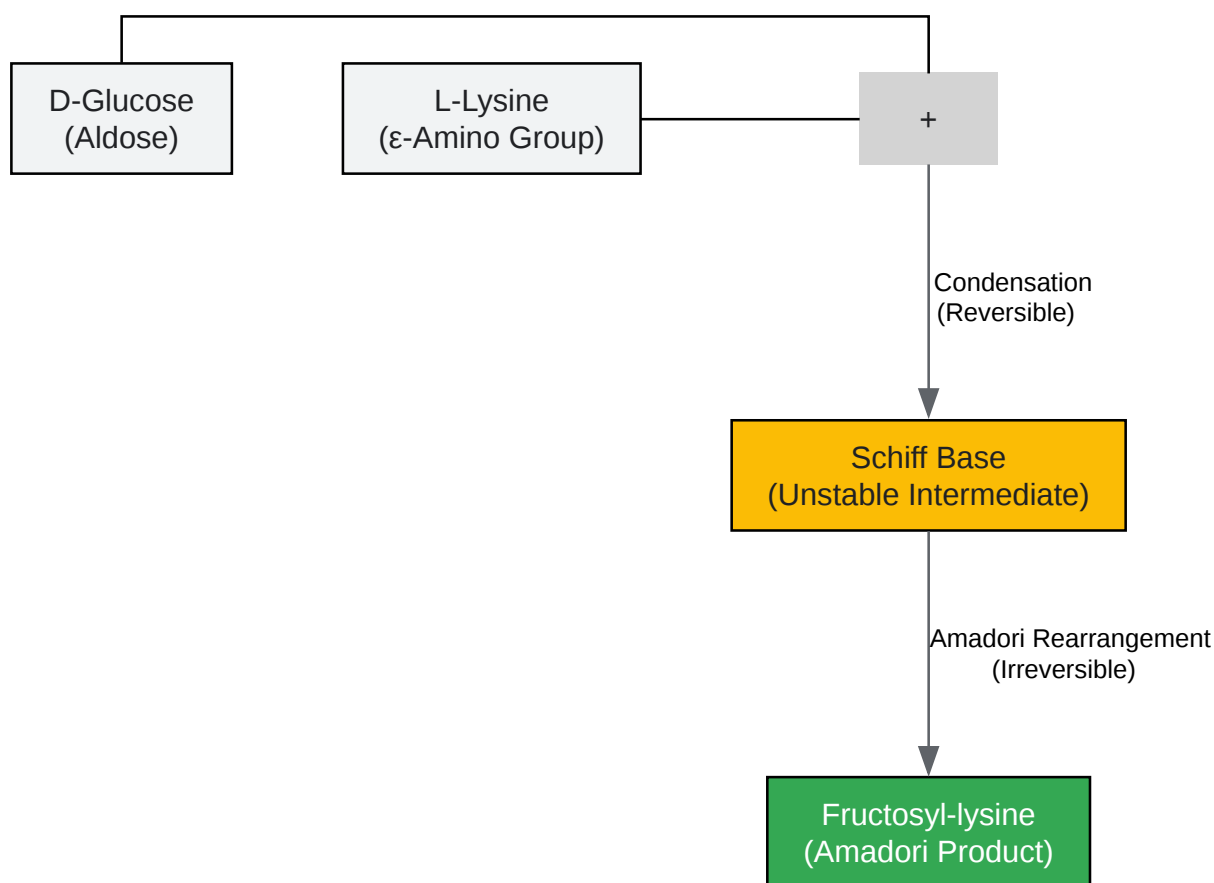 D-Glucose
(Aldose)
L-Lysine
(ε-Amino Group)
+
Condensation
(Reversible)
Schiff Base
(Unstable Intermediate)
Amadori Rearrangement
(Irreversible)
Fructosyl-lysine
(Amadori Product)